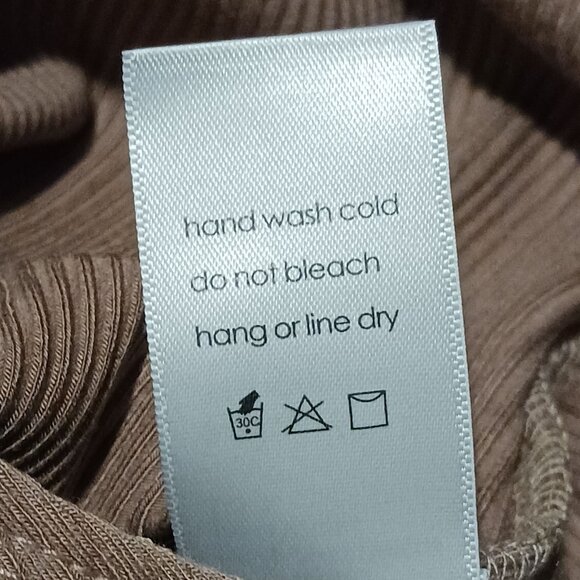 hand wash cold
do not bleach
hang or line dry
30C